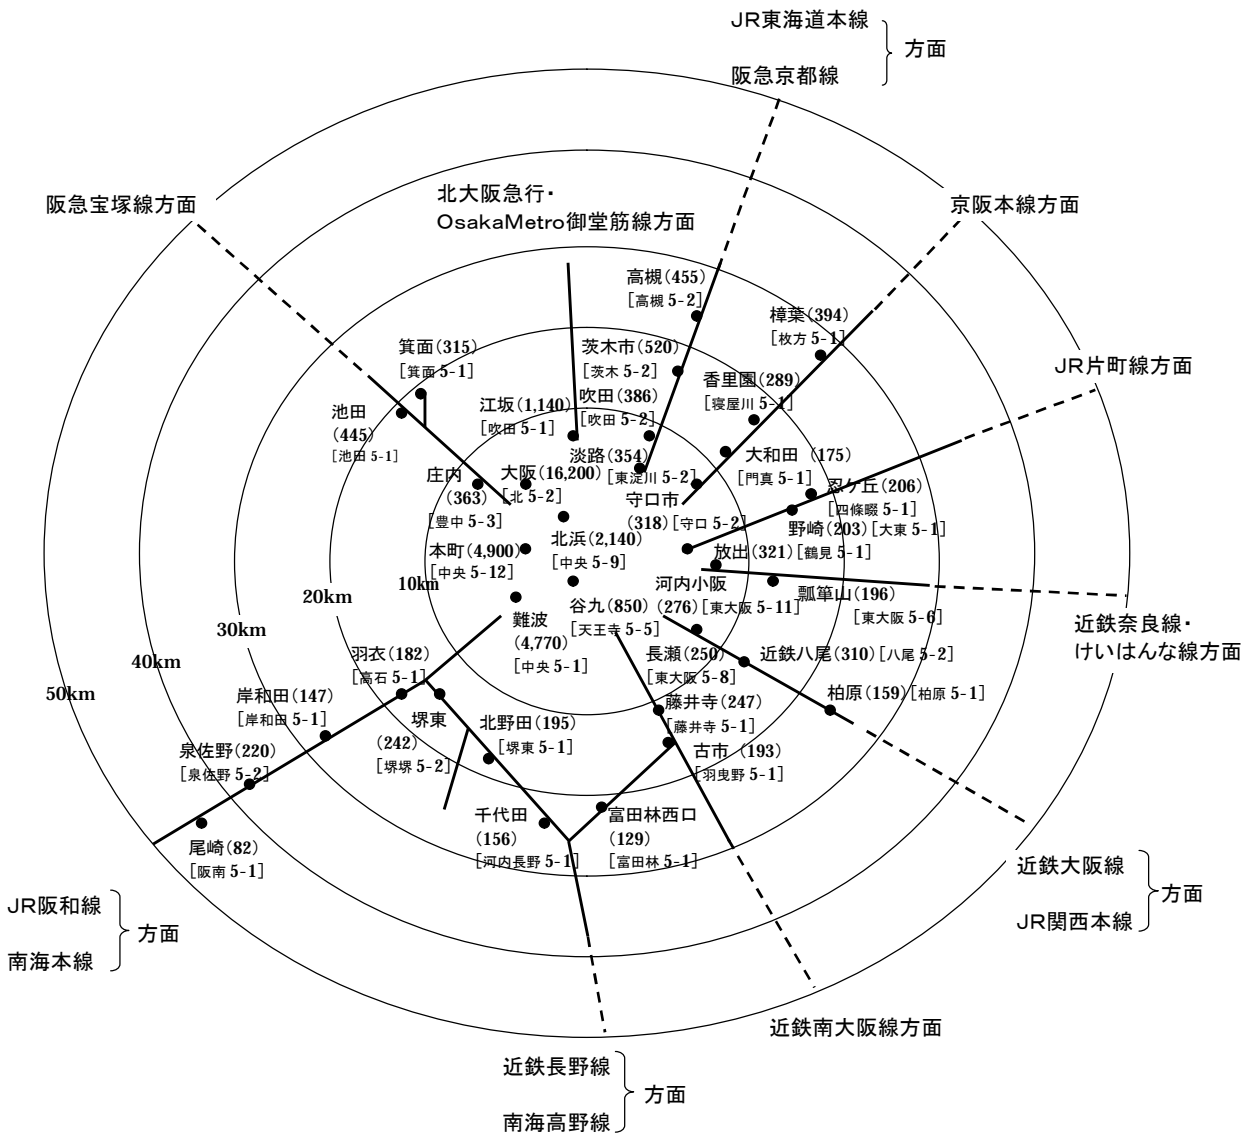 JR東海道本線
方面
阪急京都線
阪急宝塚線方面
北大阪急行・
OsakaMetro御堂筋線方面
京阪本線方面
高槻(455)
[高槻 5-2]
樟葉(394)
[枚方 5-1]
箕面(315)
[箕面 5-1]
茨木市(520)
[茨木 5-2]
JR片町線方面
香里園(289)
[寝屋川 5-1]
池田
(445)
[池田 5-1]
江坂(1,140)
[吹田 5-1]
吹田(386)
[吹田 5-2]
淡路(354)
[東淀川 5-2]
大和田 (175)
[門真 5-1]
庄内
(363)
[豊中 5-3]
大阪(16,200)
[北 5-2]
守口市
(318)[守口 5-2]
忍ケ丘(206)
[四條畷 5-1]
野崎(203)[大東 5-1]
本町(4,900)
[中央 5-12]
北浜(2,140)
[中央 5-9]
放出(321)[鶴見 5-1]
河内小阪
(276)[東大阪 5-11]
瓢箪山(196)
[東大阪 5-6]
10km
20km
30km
40km
50km
難波
(4,770)
[中央 5-1]
谷九(850)
[天王寺 5-5]
近鉄奈良線・
けいはんな線方面
羽衣(182)
[高石 5-1]
長瀬(250)
[東大阪 5-8]
近鉄八尾(310)[八尾 5-2]
柏原(159)[柏原 5-1]
岸和田(147)
[岸和田 5-1]
堺東
(242)
[堺堺 5-2]
北野田(195)
[堺東 5-1]
藤井寺(247)
[藤井寺 5-1]
泉佐野(220)
[泉佐野 5-2]
古市(193)
[羽曳野 5-1]
尾崎(82)
[阪南 5-1]
千代田
(156)
[河内長野 5-1]
富田林西口
(129)
[富田林 5-1]
近鉄大阪線
方面
JR関西本線
JR阪和線
方面
南海本線
近鉄南大阪線方面
近鉄長野線
方面
南海高野線